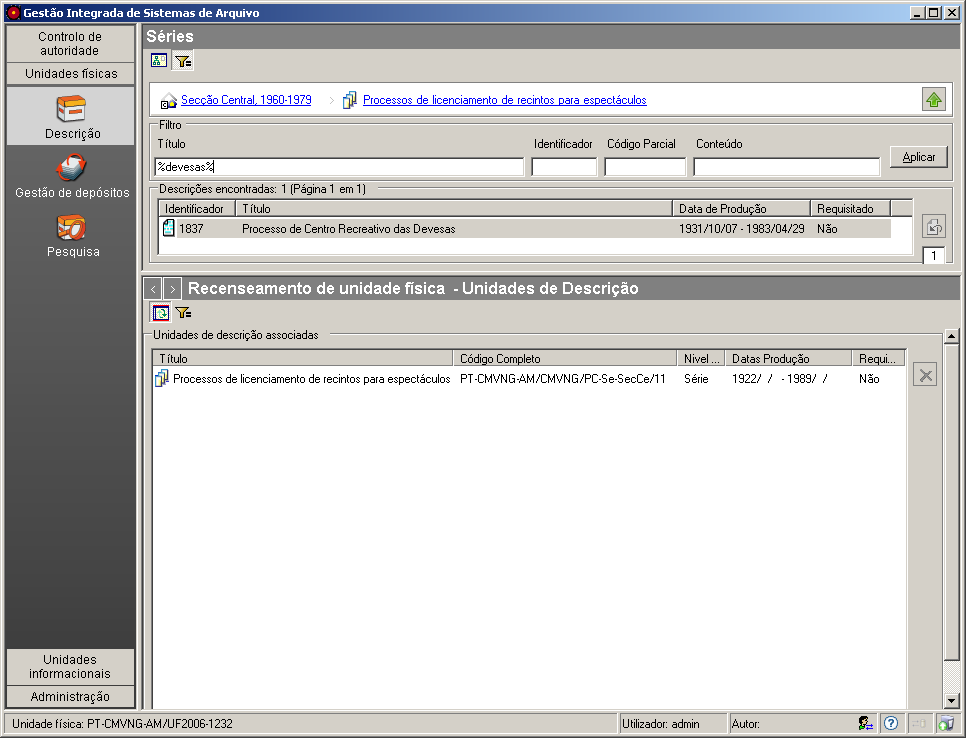 Gestão Integrada de Sistemas de Arquivo
Controlo de
autoridade
Unidades físicas
Descrição
Gestão de depósitos
Pesquisa
Unidades
informacionais
Administração
Séries
Secção Central, 1960-1979
Processos de licenciamento de recintos para espectáculos
Filtro
Título Identificador Código Parcial Conteúdo
%devesas% Aplicar
Descrições encontradas: 1 (Página 1 em 1)
Identificador Título Data de Produção Requisitado
1837 Processo de Centro Recreativo das Devesas 1931/10/07 - 1983/04/29 Não
1
< > Recenseamento de unidade física - Unidades de Descrição
Unidades de descrição associadas
Título Código Completo Nivel ... Datas Produção Requi...
Processos de licenciamento de recintos para espectáculos PT-CMVNG-AM/CMVNG/PC-Se-SecCe/11 Série 1922/ / - 1989/ / Não
Unidade física: PT-CMVNG-AM/UF2006-1232 Utilizador: admin Autor: